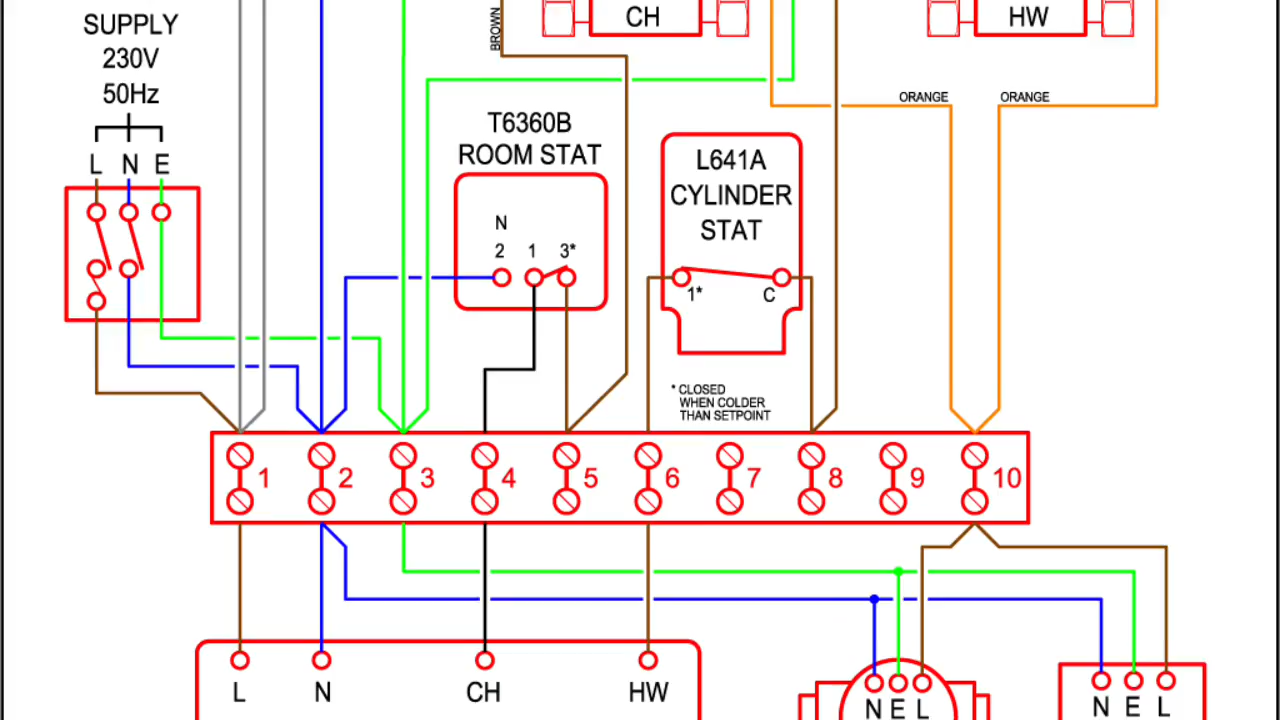 SUPPLY
230V
50Hz
L N E
BROWN
CH
HW
ORANGE
ORANGE
T6360B
ROOM STAT
N
2 1 3*
L641A
CYLINDER
STAT
1* C
* CLOSED
WHEN COLDER
THAN SETPOINT
1 2 3 4 5 6 7 8 9 10
L N CH HW
N E L
N E L